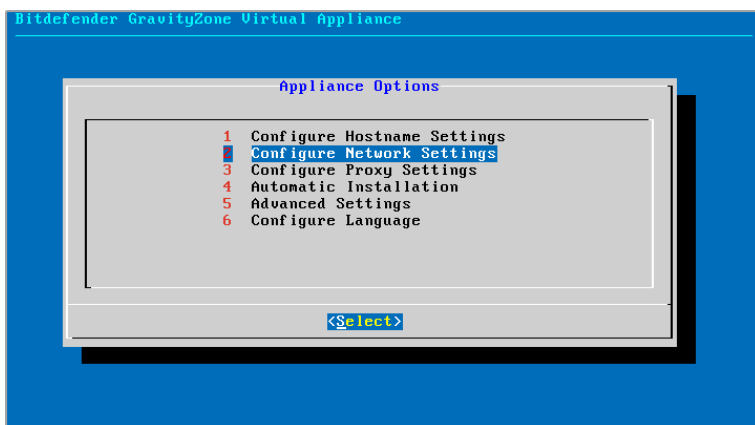 Bitdefender GravityZone Virtual Appliance
Appliance Options
1 Configure Hostname Settings
2 Configure Network Settings
3 Configure Proxy Settings
4 Automatic Installation
5 Advanced Settings
6 Configure Language
<Select>